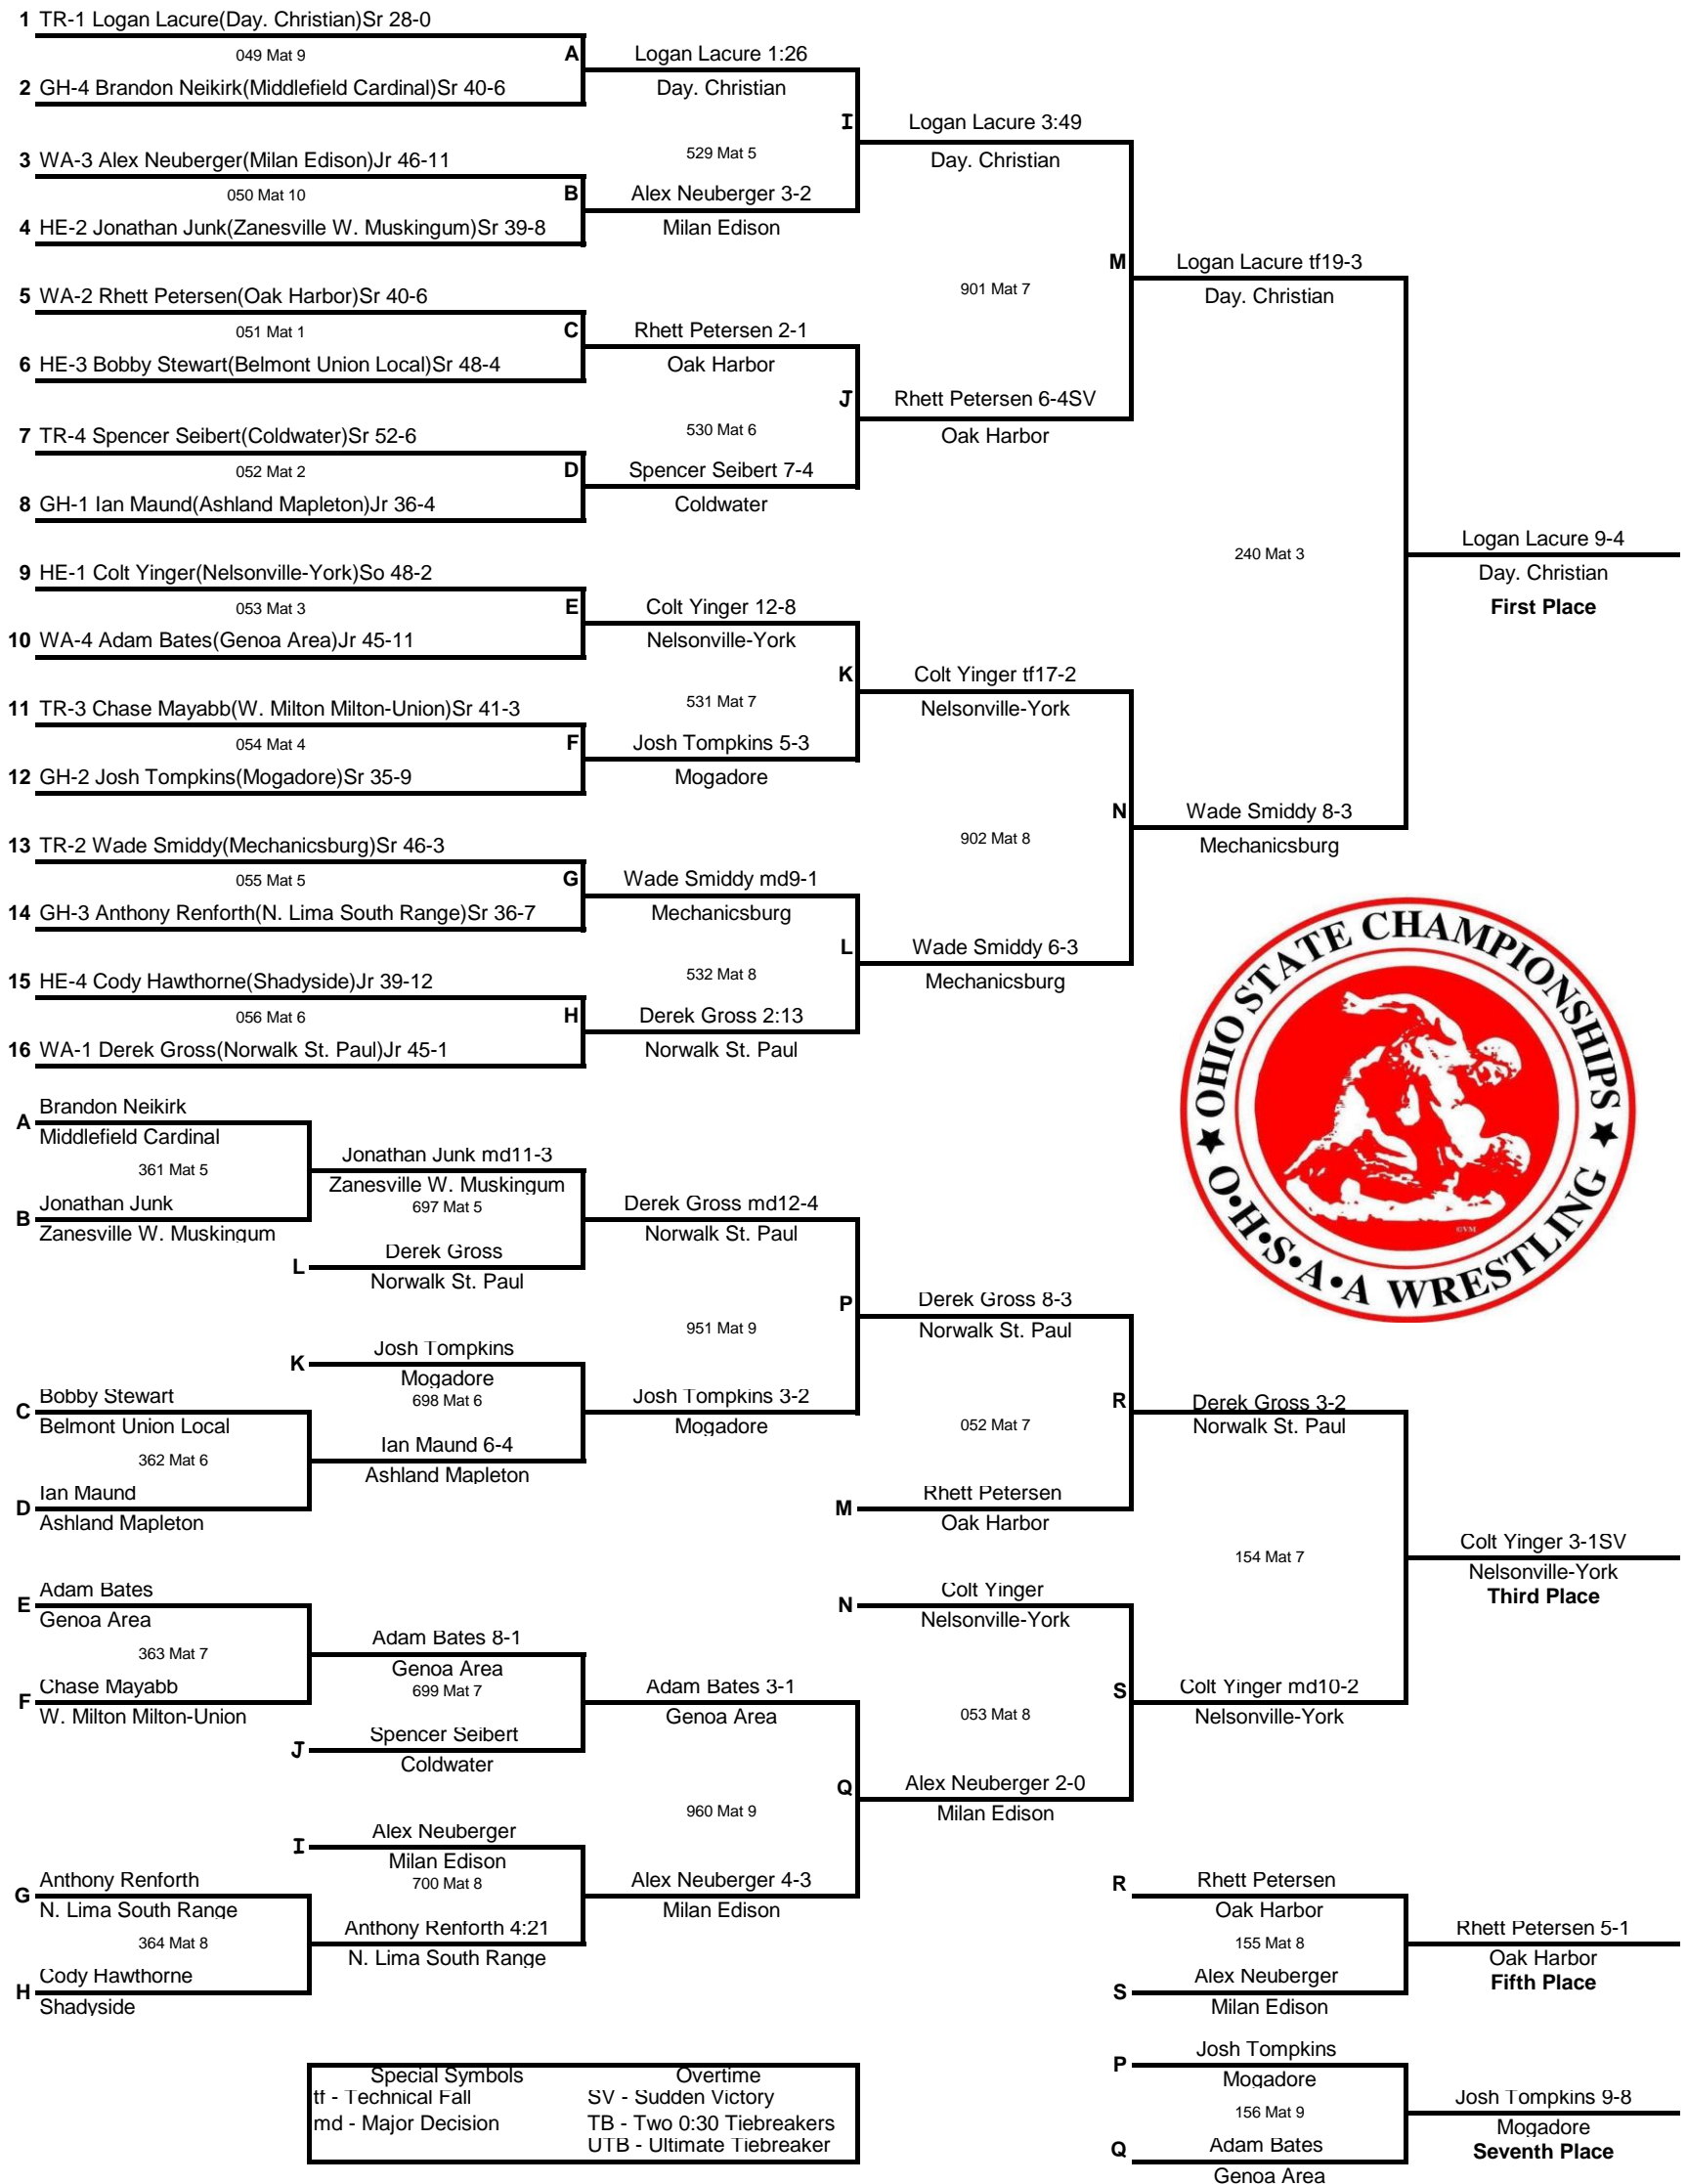 1 TR-1 Logan Lacure(Day. Christian)Sr 28-0
049 Mat 9
A
Logan Lacure 1:26
Day. Christian
2 GH-4 Brandon Neikirk(Middlefield Cardinal)Sr 40-6
I
Logan Lacure 3:49
Day. Christian
3 WA-3 Alex Neuberger(Milan Edison)Jr 46-11
529 Mat 5
050 Mat 10
B
Alex Neuberger 3-2
Milan Edison
4 HE-2 Jonathan Junk(Zanesville W. Muskingum)Sr 39-8
M
Logan Lacure tf19-3
Day. Christian
901 Mat 7
5 WA-2 Rhett Petersen(Oak Harbor)Sr 40-6
051 Mat 1
C
Rhett Petersen 2-1
Oak Harbor
6 HE-3 Bobby Stewart(Belmont Union Local)Sr 48-4
J
Rhett Petersen 6-4SV
Oak Harbor
7 TR-4 Spencer Seibert(Coldwater)Sr 52-6
530 Mat 6
052 Mat 2
D
Spencer Seibert 7-4
Coldwater
8 GH-1 Ian Maund(Ashland Mapleton)Jr 36-4
240 Mat 3
Logan Lacure 9-4
Day. Christian
First Place
9 HE-1 Colt Yinger(Nelsonville-York)So 48-2
053 Mat 3
E
Colt Yinger 12-8
Nelsonville-York
10 WA-4 Adam Bates(Genoa Area)Jr 45-11
K
Colt Yinger tf17-2
Nelsonville-York
11 TR-3 Chase Mayabb(W. Milton Milton-Union)Sr 41-3
531 Mat 7
054 Mat 4
F
Josh Tompkins 5-3
Mogadore
12 GH-2 Josh Tompkins(Mogadore)Sr 35-9
N
Wade Smiddy 8-3
Mechanicsburg
902 Mat 8
13 TR-2 Wade Smiddy(Mechanicsburg)Sr 46-3
055 Mat 5
G
Wade Smiddy md9-1
Mechanicsburg
14 GH-3 Anthony Renforth(N. Lima South Range)Sr 36-7
L
Wade Smiddy 6-3
Mechanicsburg
15 HE-4 Cody Hawthorne(Shadyside)Jr 39-12
532 Mat 8
056 Mat 6
H
Derek Gross 2:13
Norwalk St. Paul
16 WA-1 Derek Gross(Norwalk St. Paul)Jr 45-1
★ OHIO STATE CHAMPIONSHIPS ★
O•H•S•A•A WRESTLING
©VM
A
Brandon Neikirk
Middlefield Cardinal
361 Mat 5
Jonathan Junk md11-3
Zanesville W. Muskingum
B
Jonathan Junk
Zanesville W. Muskingum
697 Mat 5
Derek Gross md12-4
Norwalk St. Paul
L
Derek Gross
Norwalk St. Paul
P
Derek Gross 8-3
Norwalk St. Paul
951 Mat 9
K
Josh Tompkins
Mogadore
698 Mat 6
Josh Tompkins 3-2
Mogadore
C
Bobby Stewart
Belmont Union Local
362 Mat 6
Ian Maund 6-4
Ashland Mapleton
D
Ian Maund
Ashland Mapleton
R
Derek Gross 3-2
Norwalk St. Paul
052 Mat 7
M
Rhett Petersen
Oak Harbor
154 Mat 7
Colt Yinger 3-1SV
Nelsonville-York
Third Place
E
Adam Bates
Genoa Area
363 Mat 7
N
Colt Yinger
Nelsonville-York
Adam Bates 8-1
Genoa Area
F
Chase Mayabb
W. Milton Milton-Union
699 Mat 7
Adam Bates 3-1
Genoa Area
053 Mat 8
S
Colt Yinger md10-2
Nelsonville-York
J
Spencer Seibert
Coldwater
Q
Alex Neuberger 2-0
Milan Edison
960 Mat 9
I
Alex Neuberger
Milan Edison
700 Mat 8
Alex Neuberger 4-3
Milan Edison
G
Anthony Renforth
N. Lima South Range
364 Mat 8
Anthony Renforth 4:21
N. Lima South Range
H
Cody Hawthorne
Shadyside
R
Rhett Petersen
Oak Harbor
155 Mat 8
Rhett Petersen 5-1
Oak Harbor
Fifth Place
S
Alex Neuberger
Milan Edison
P
Josh Tompkins
Mogadore
156 Mat 9
Josh Tompkins 9-8
Mogadore
Seventh Place
Q
Adam Bates
Genoa Area
Special Symbols Overtime
tf - Technical Fall SV - Sudden Victory
md - Major Decision TB - Two 0:30 Tiebreakers
UTB - Ultimate Tiebreaker